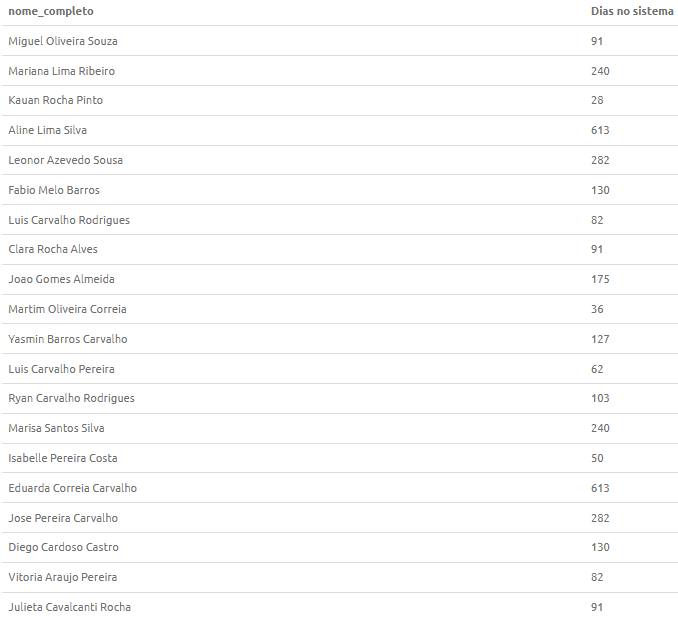 nome_completo Dias no sistema
Miguel Oliveira Souza 91
Mariana Lima Ribeiro 240
Kauan Rocha Pinto 28
Aline Lima Silva 613
Leonor Azevedo Sousa 282
Fabio Melo Barros 130
Luis Carvalho Rodrigues 82
Clara Rocha Alves 91
Joao Gomes Almeida 175
Martim Oliveira Correia 36
Yasmin Barros Carvalho 127
Luis Carvalho Pereira 62
Ryan Carvalho Rodrigues 103
Marisa Santos Silva 240
Isabelle Pereira Costa 50
Eduarda Correia Carvalho 613
Jose Pereira Carvalho 282
Diego Cardoso Castro 130
Vitoria Araujo Pereira 82
Julieta Cavalcanti Rocha 91